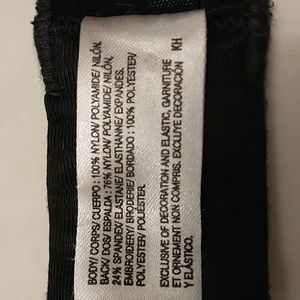 BODY/ CORPS/ CUERPO : 100% NYLON/ POLYAMIDE/ NILÓN.
BACK/ DOS/ ESPALDA : 76% NYLON/ POLYAMIDE/ NILÓN,
24% SPANDEX/ ELASTANE/ ELASTHANNE/ EXPANDES.
EMBROIDERY/ BRODERIE/ BORDADO : 100% POLYESTER/
POLYESTER/ POLIÉSTER.
EXCLUSIVE OF DECORATION AND ELASTIC, GARNITURE
ET ORNEMENT NON COMPRIS. EXCLUYE DECORACIÓN
Y ELASTICO.
KH